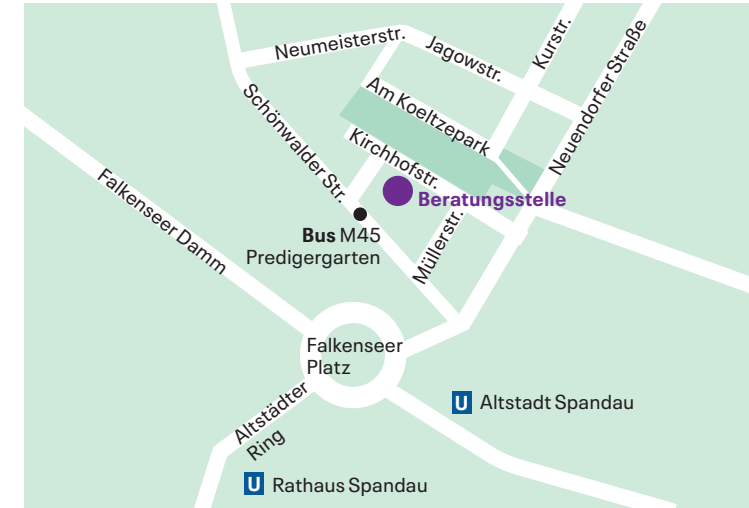 Neumeisterstr.
Jagowstr.
Kurstr.
Neuendorfer Straße
Am Koeltzepark
Schönwalder Str.
Kirchhofstr.
Beratungsstelle
Bus M45
Predigergarten
Müllerstr.
Falkenseer Damm
Falkenseer
Platz
Altstädter
Ring
U Altstadt Spandau
U Rathaus Spandau